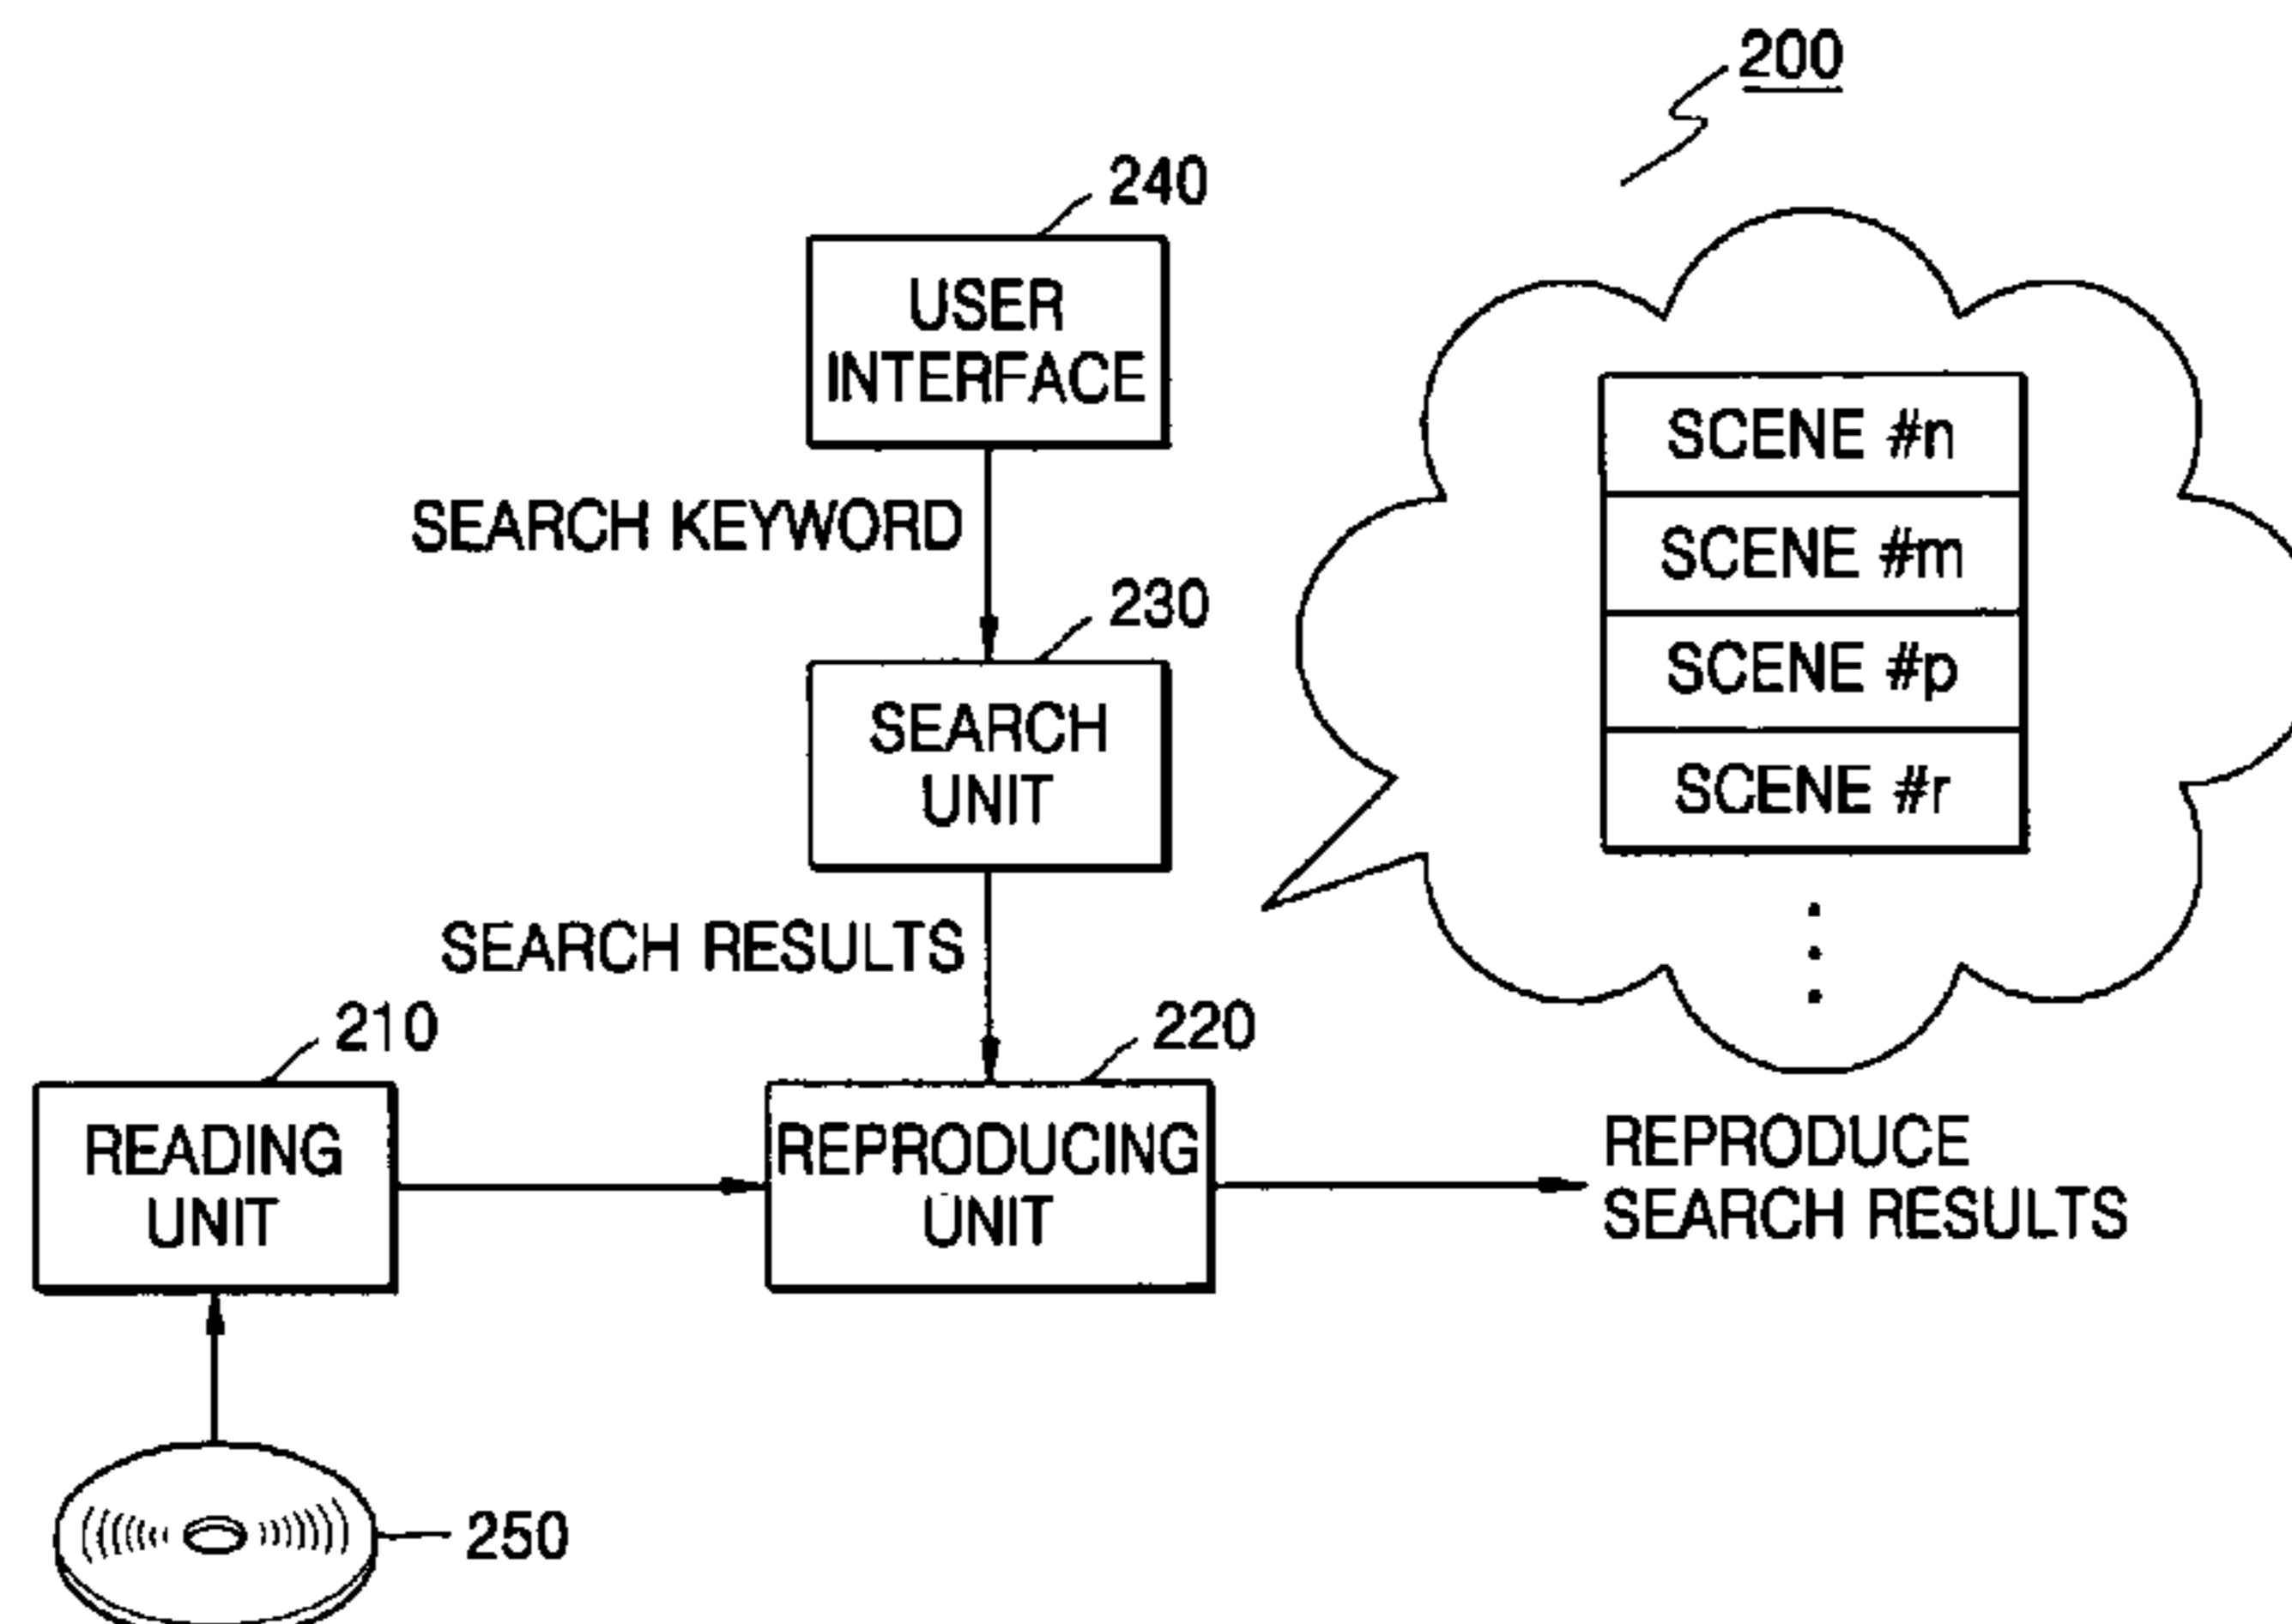 200
240
USER
INTERFACE
SEARCH KEYWORD
230
SEARCH
UNIT
SEARCH RESULTS
210
READING
UNIT
220
REPRODUCING
UNIT
SCENE #n
SCENE #m
SCENE #p
SCENE #r
REPRODUCE
SEARCH RESULTS
250